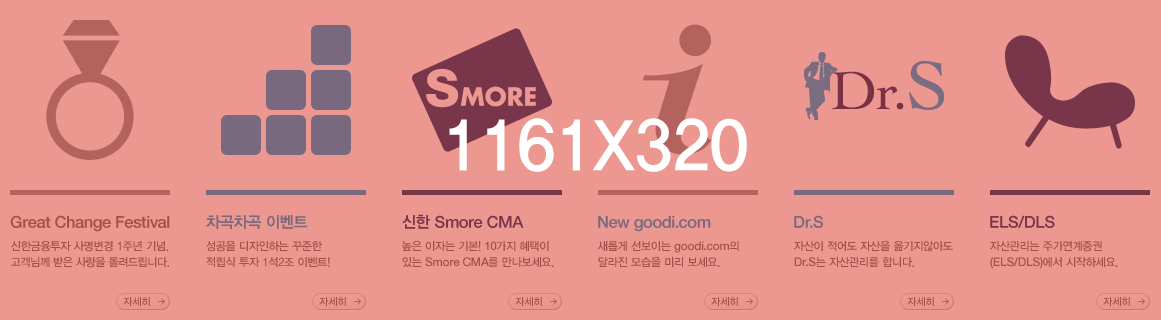 SMORE
Dr.S
1161X320
Great Change Festival
신한금융투자 사명변경 1주년 기념,
고객님께 받은 사랑을 돌려드립니다.
자세히 →
차곡차곡 이벤트
성공을 디자인하는 꾸준한
적립식 투자 1석2조 이벤트!
자세히 →
신한 Smore CMA
높은 이자는 기본! 10가지 혜택이
있는 Smore CMA를 만나보세요.
자세히 →
New goodi.com
새롭게 선보이는 goodi.com의
달라진 모습을 미리 보세요.
자세히 →
Dr.S
자산이 적어도 자산을 옮기지않아도
Dr.S는 자산관리를 합니다.
자세히 →
ELS/DLS
자산관리는 주가연계증권
(ELS/DLS)에서 시작하세요.
자세히 →